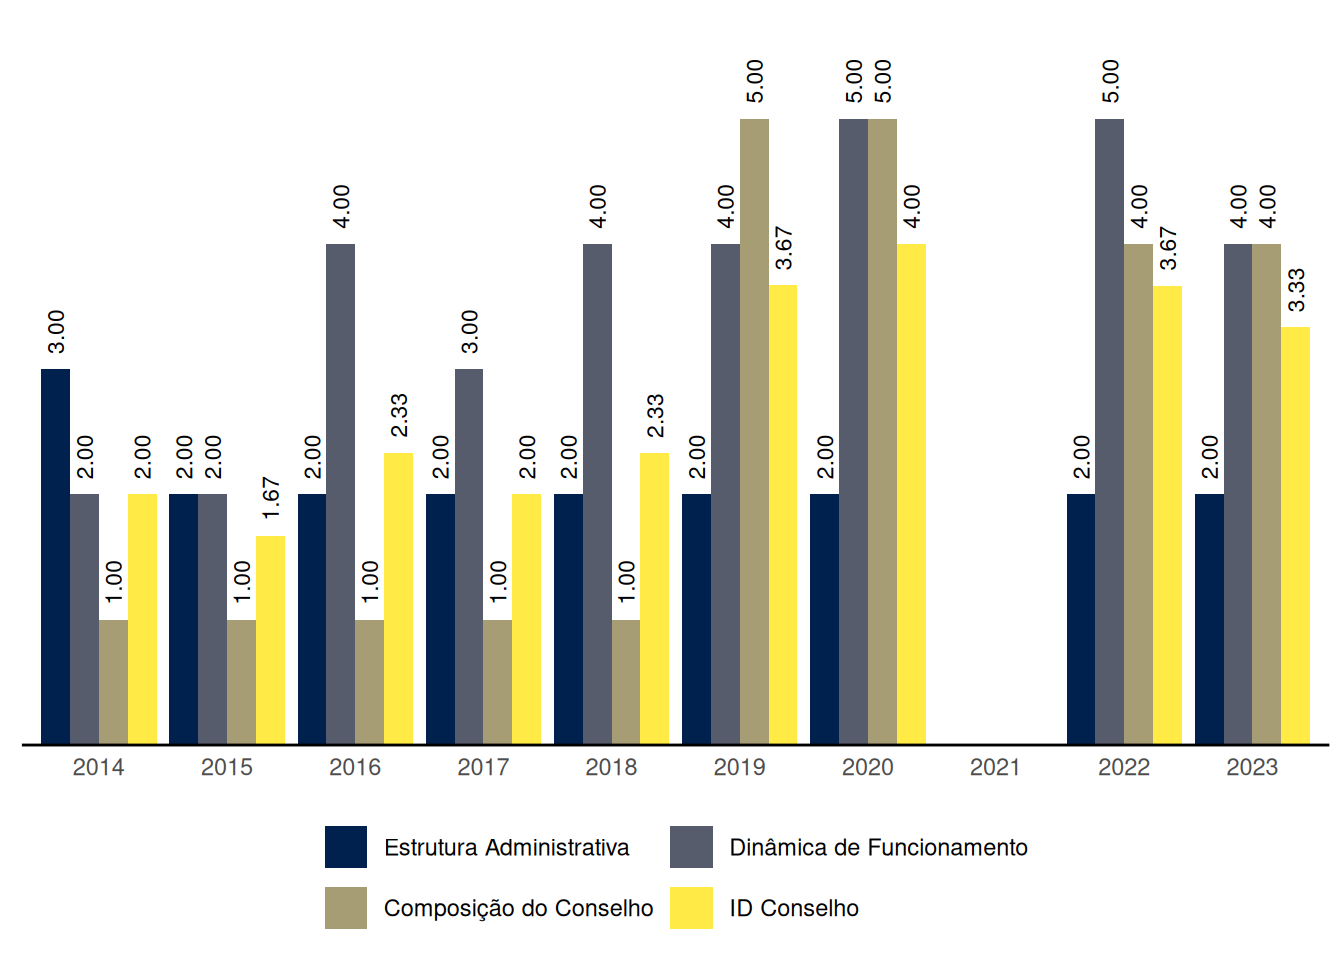 3.00 2.00 1.00 2.00
2.00 2.00 1.00 1.67
2.00 4.00 1.00 2.33
2.00 3.00 1.00 2.00
2.00 4.00 1.00 2.33
2.00 4.00 5.00 3.67
2.00 5.00 5.00 4.00
2.00 5.00 4.00 3.67
2.00 4.00 4.00 3.33
2014 2015 2016 2017 2018 2019 2020 2021 2022 2023
Estrutura Administrativa Dinâmica de Funcionamento
Composição do Conselho ID Conselho